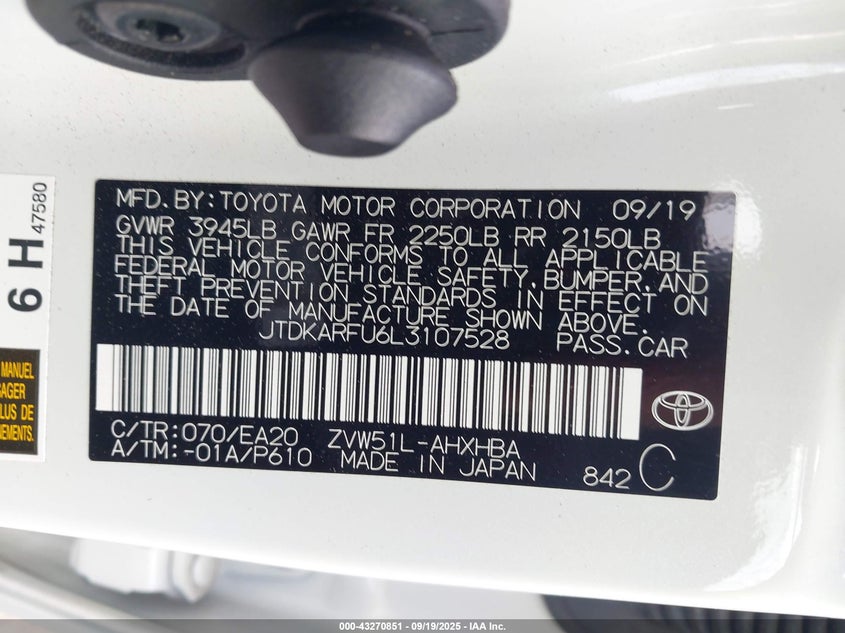 MFD. BY: TOYOTA MOTOR CORPORATION 09/19
GVWR 3945LB GAWR FR 2250LB RR 2150LB
THIS VEHICLE CONFORMS TO ALL APPLICABLE
FEDERAL MOTOR VEHICLE SAFETY, BUMPER, AND
THEFT PREVENTION STANDARDS IN EFFECT ON
THE DATE OF MANUFACTURE SHOWN ABOVE.
JTDKARFU6L3107528 PASS. CAR
C/TR: 070/EA20 ZVW51L-AHXHBA
A/TM: -01A/P610 MADE IN JAPAN
842 C
6 H
47580
MANUEL
PLUS DE
000-43270851 - 09/19/2025 - IAA Inc.